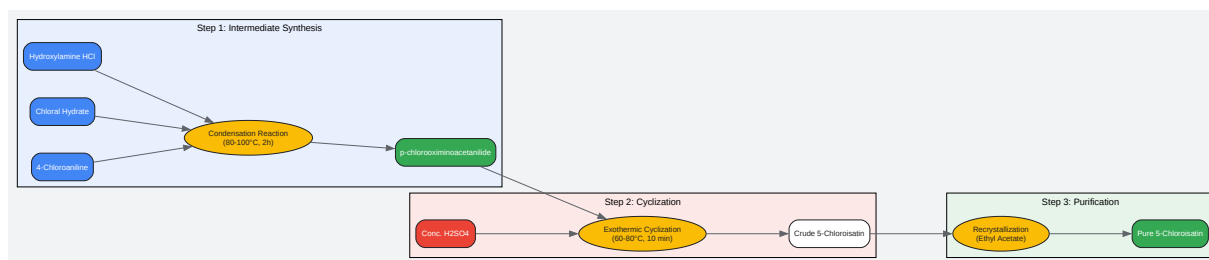 Step 1: Intermediate Synthesis
Hydroxylamine HCl
Chloral Hydrate
4-Chloroaniline
Condensation Reaction
(80-100°C, 2h)
p-chlorooximinoacetanilide
Step 2: Cyclization
Conc. H2SO4
Exothermic Cyclization
(60-80°C, 10 min)
Crude 5-Chloroisatin
Step 3: Purification
Recrystallization
(Ethyl Acetate)
Pure 5-Chloroisatin